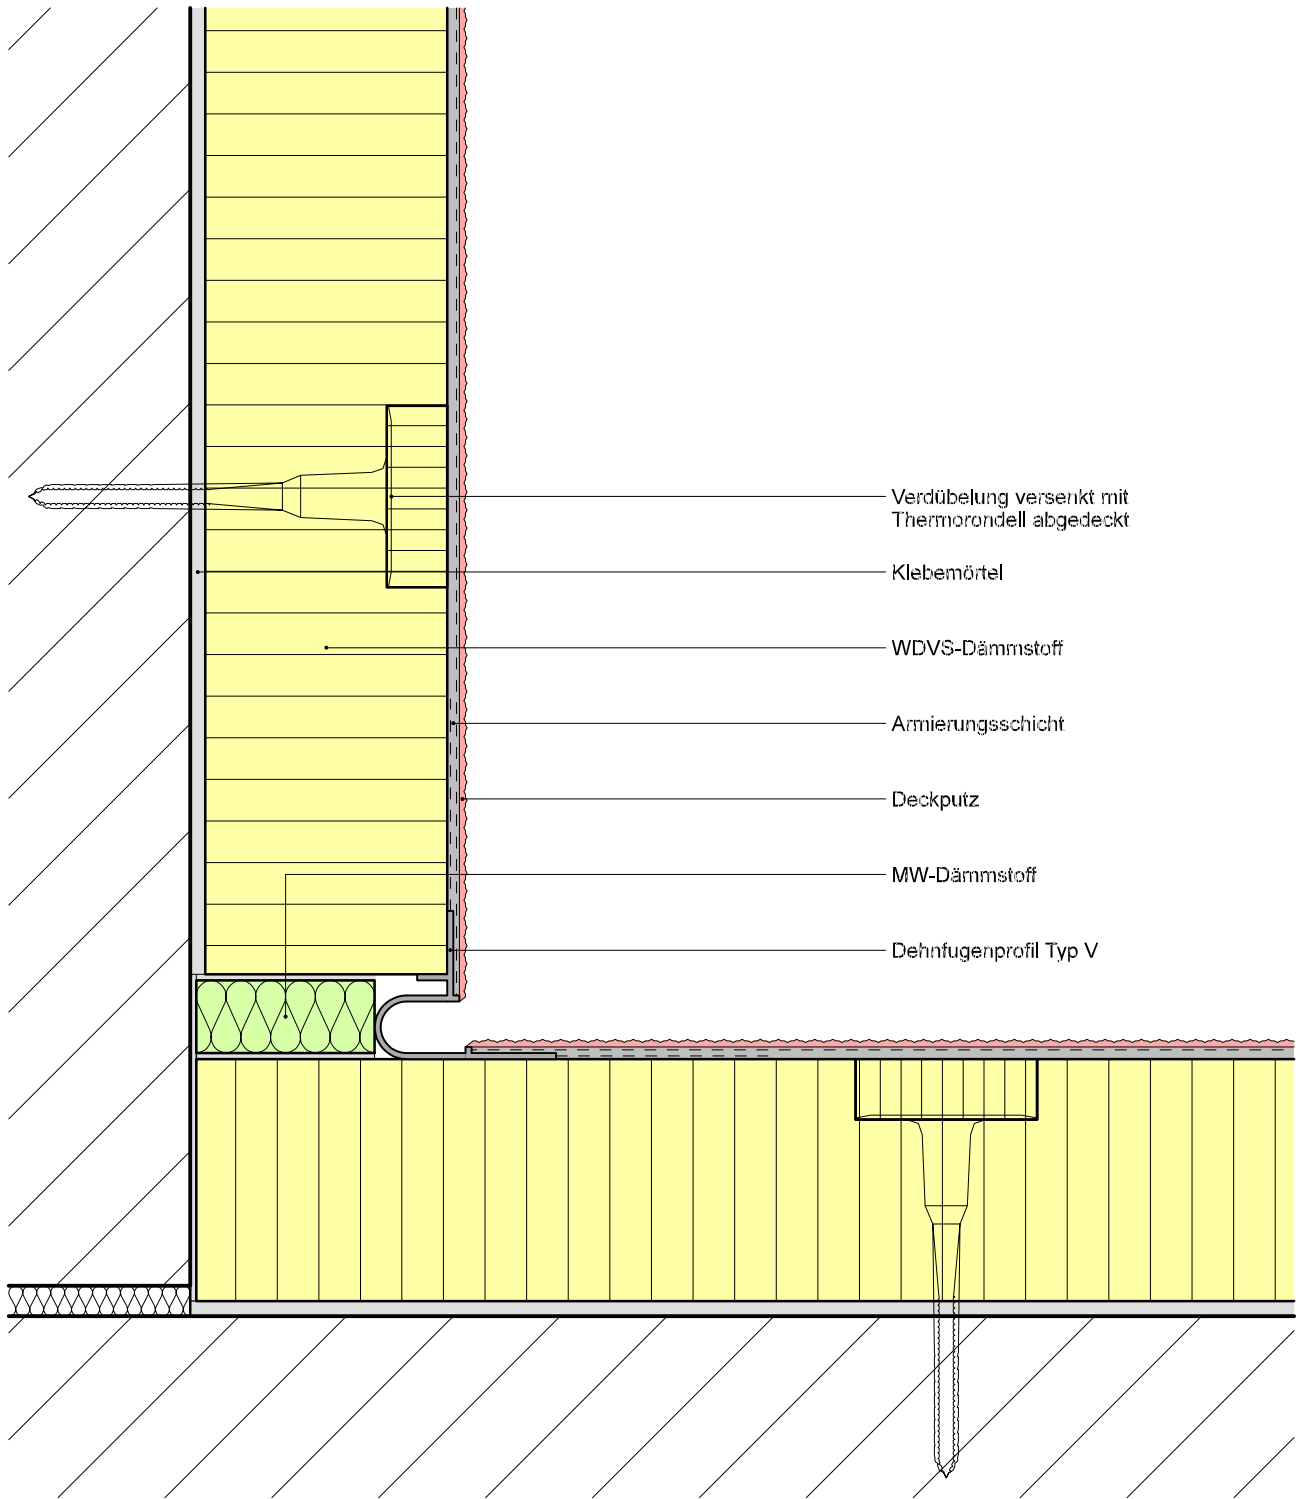 Verdübelung versenkt mit
Thermorondell abgedeckt
Klebemörtel
WDVS-Dämmstoff
Armierungsschicht
Deckputz
MW-Dämmstoff
Dehnfugenprofil Typ V